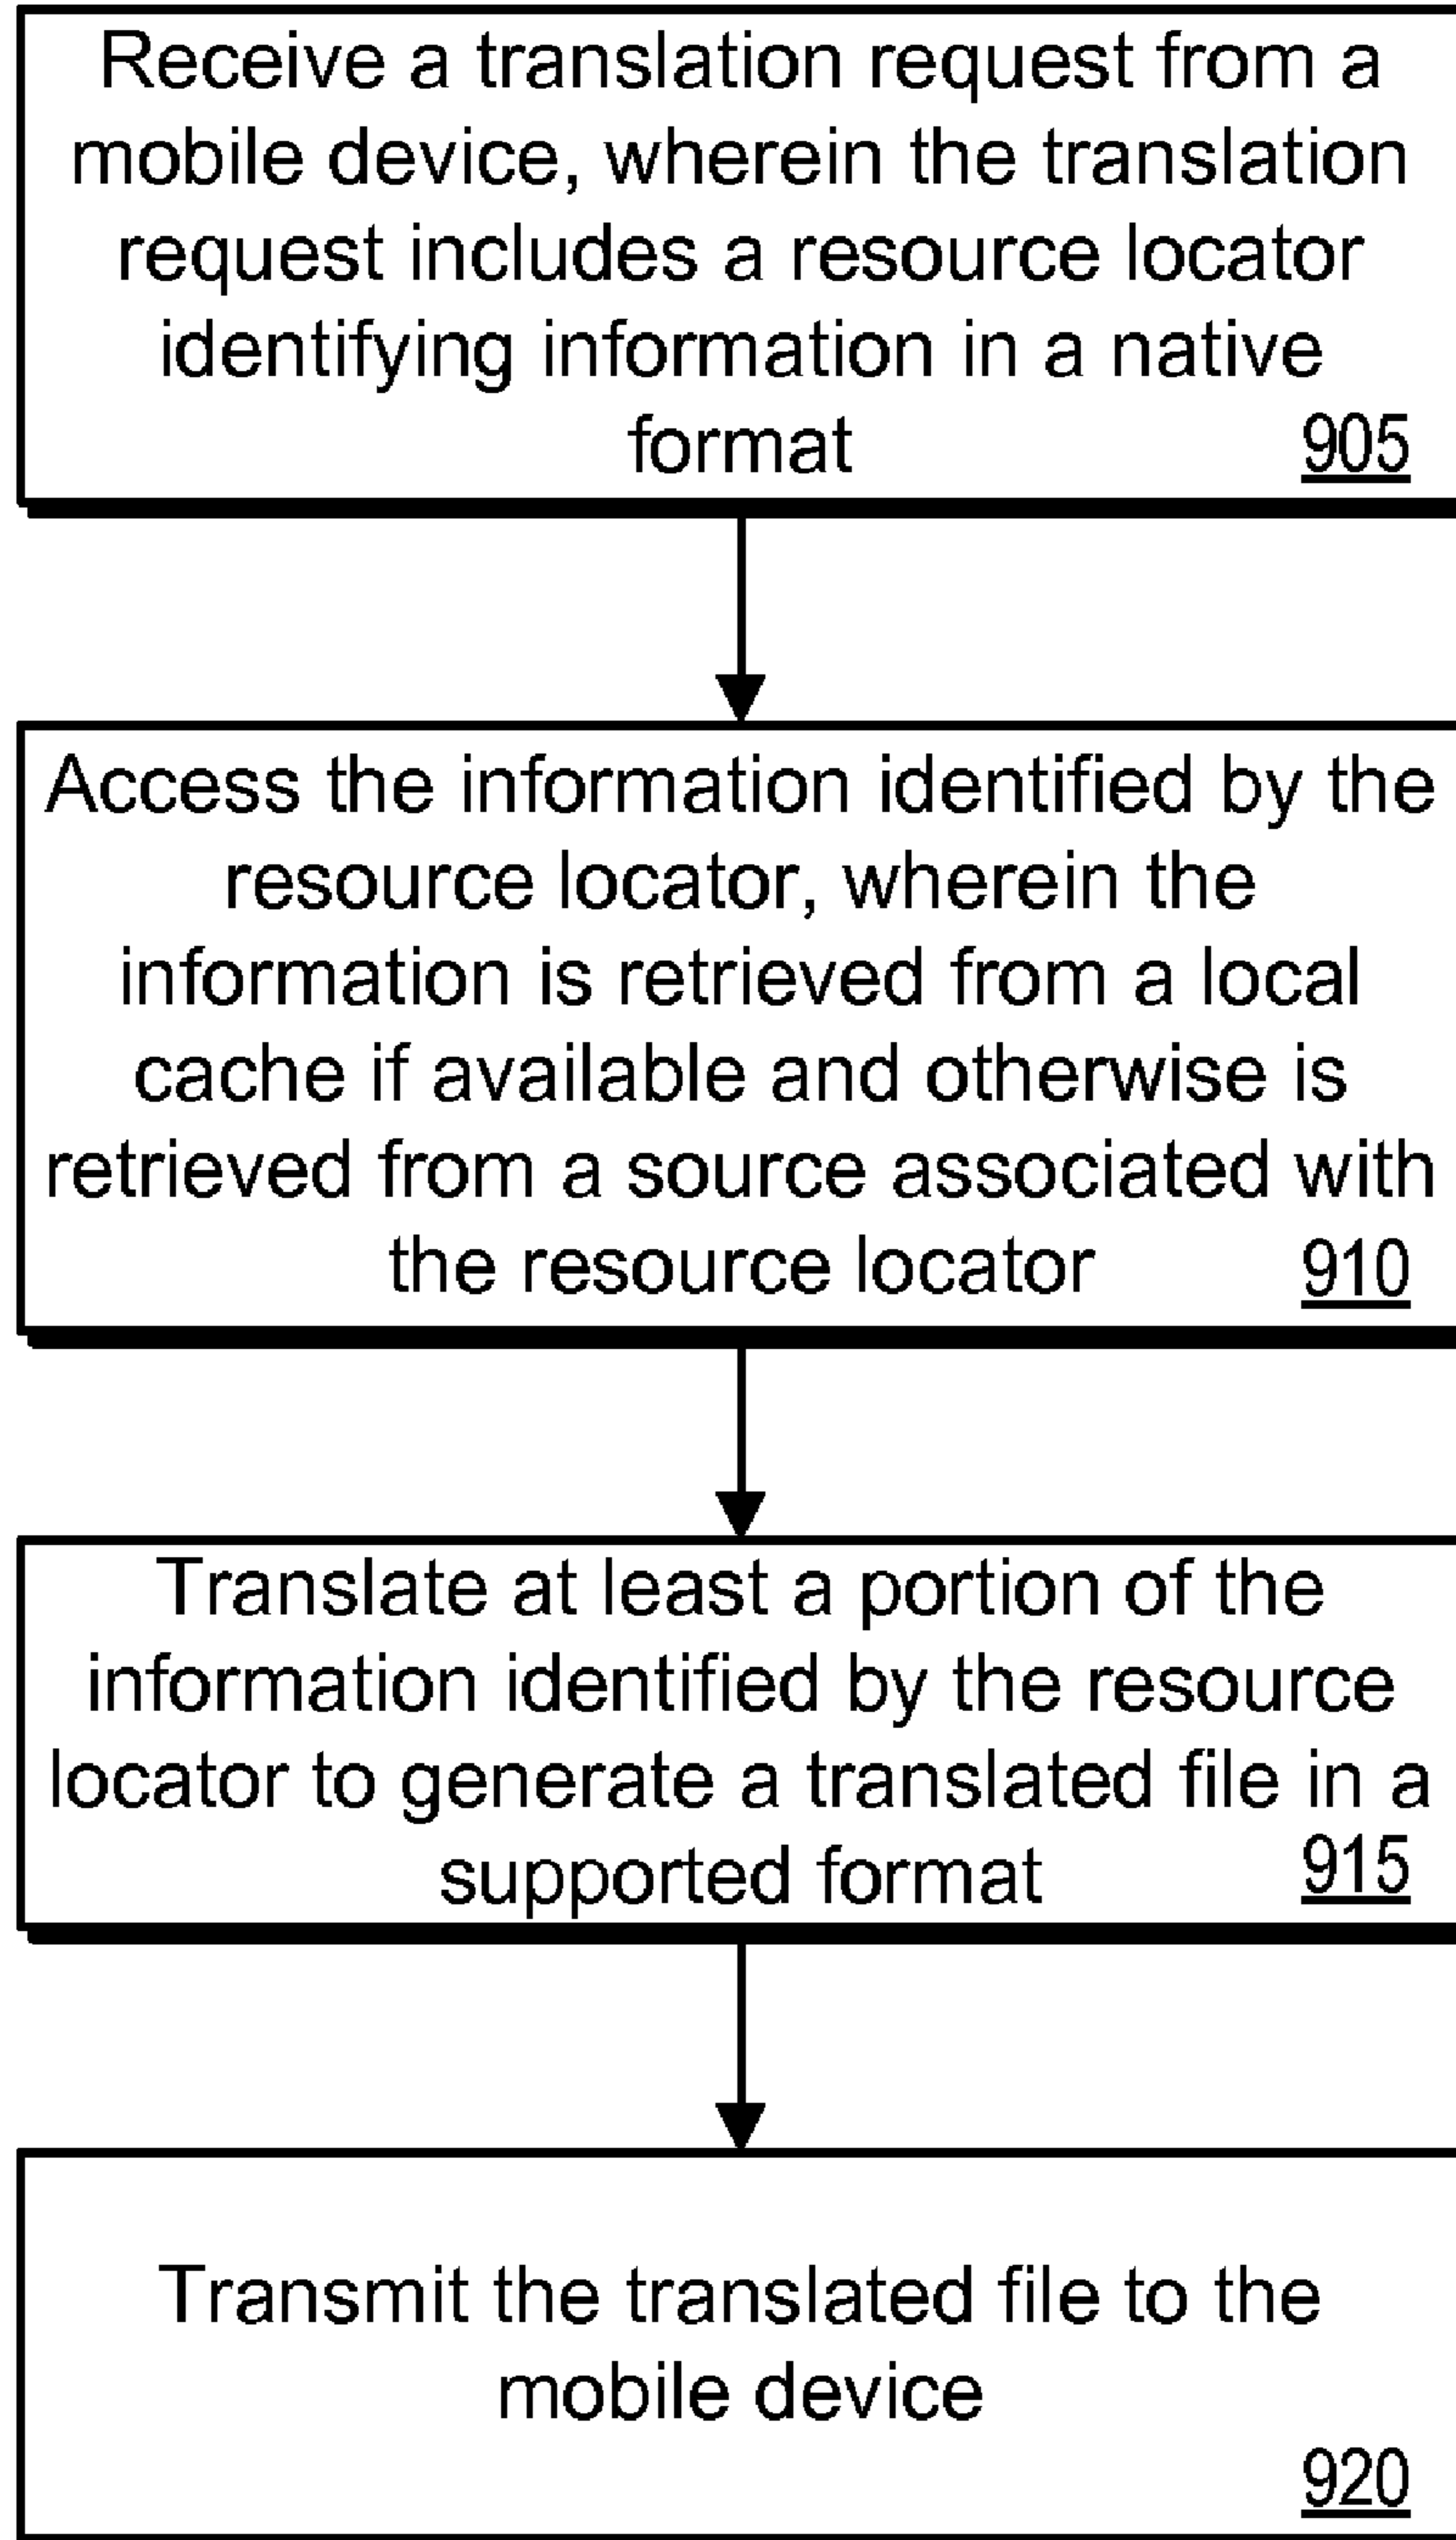 Receive a translation request from a
mobile device, wherein the translation
request includes a resource locator
identifying information in a native
format 905
Access the information identified by the
resource locator, wherein the
information is retrieved from a local
cache if available and otherwise is
retrieved from a source associated with
the resource locator 910
Translate at least a portion of the
information identified by the resource
locator to generate a translated file in a
supported format 915
Transmit the translated file to the
mobile device
920